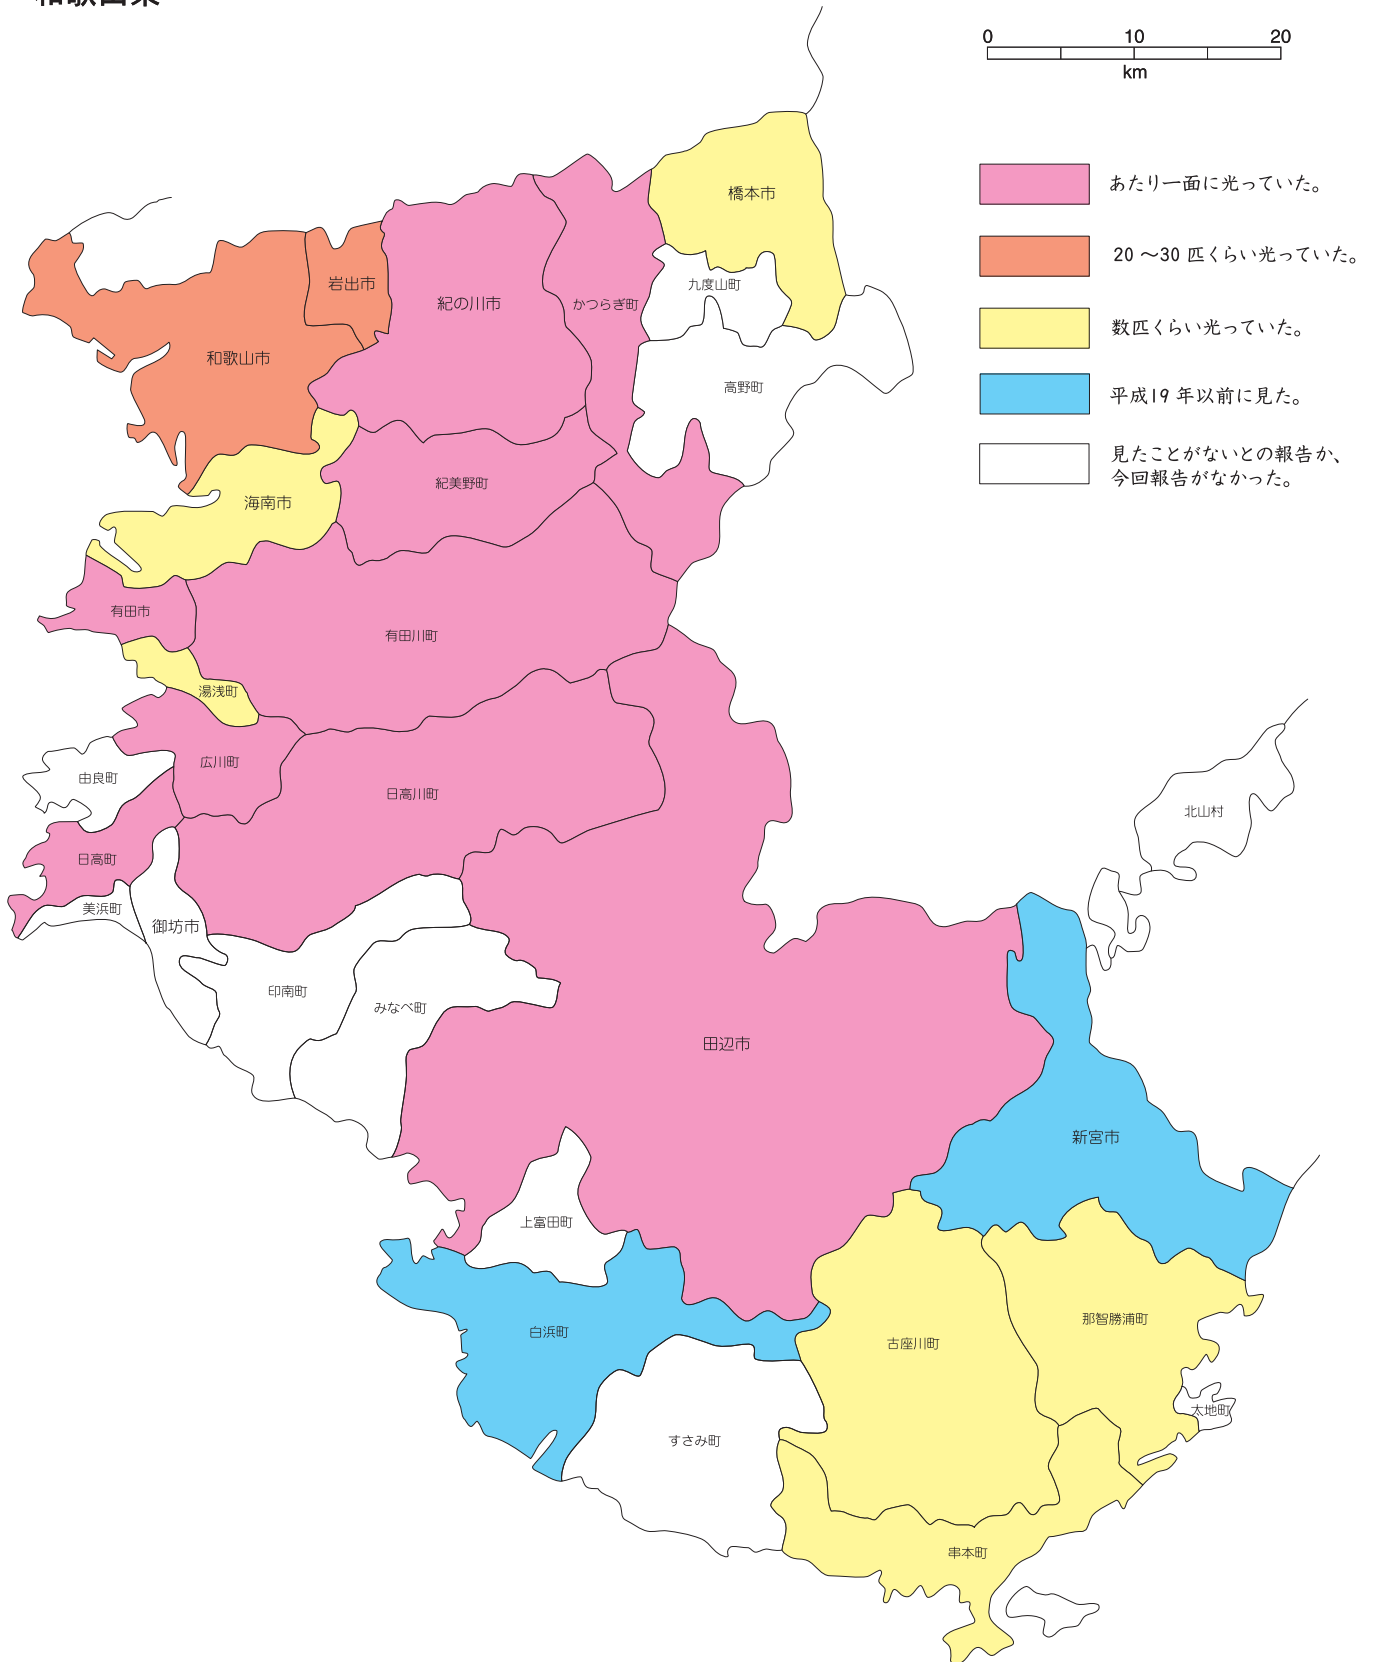 0 10 20
km
あたり一面に光っていた。
20～30 匹くらい光っていた。
数匹くらい光っていた。
平成19 年以前に見た。
見たことがないとの報告か、
今回報告がなかった。
橋本市
岩出市
九度山町
紀の川市
かつらぎ町
和歌山市
高野町
紀美野町
海南市
有田市
有田川町
湯浅町
広川町
由良町
日高川町
北山村
日高町
美浜町
御坊市
印南町
みなべ町
田辺市
新宮市
上富田町
那智勝浦町
白浜町
古座川町
太地町
すさみ町
串本町